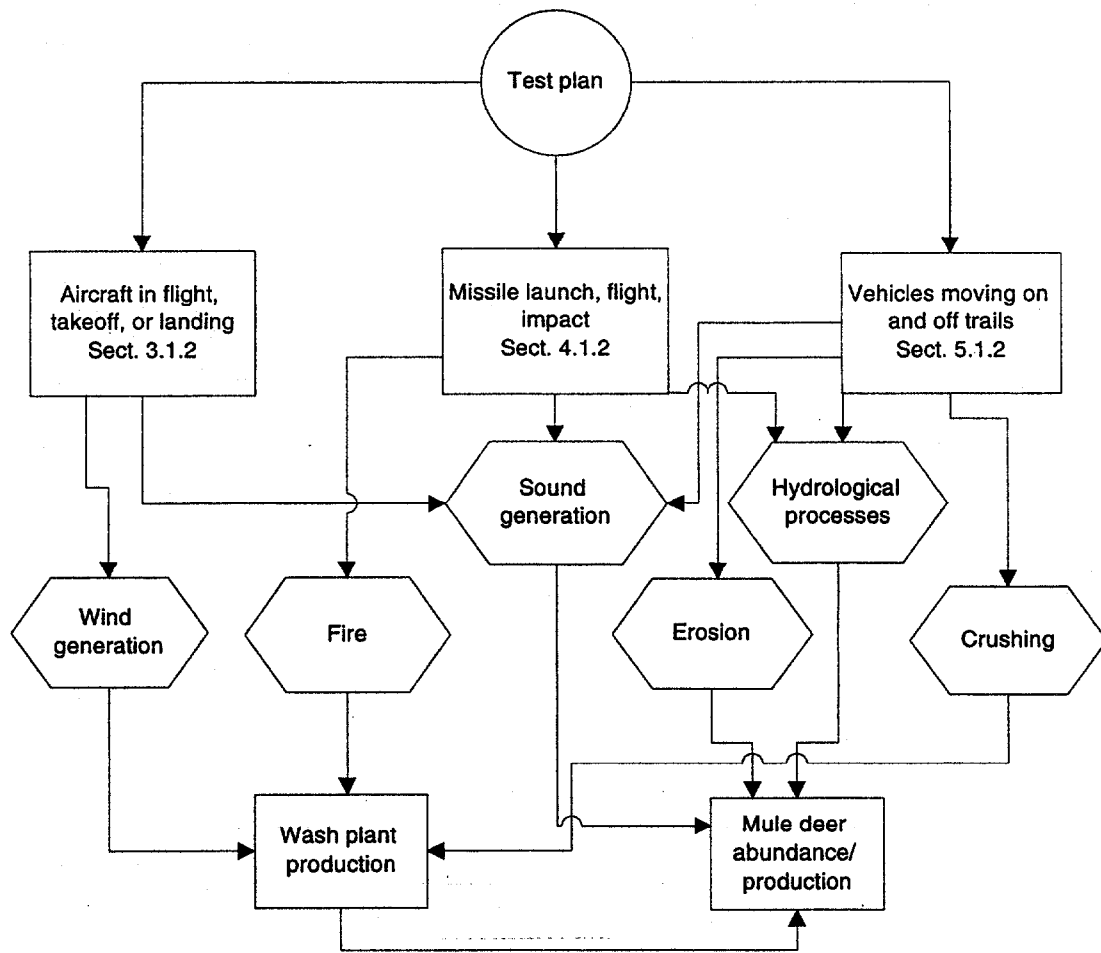 Test plan
Aircraft in flight,
takeoff, or landing
Sect. 3.1.2
Missile launch, flight,
impact
Sect. 4.1.2
Vehicles moving on
and off trails
Sect. 5.1.2
Sound
generation
Hydrological
processes
Wind
generation
Fire
Erosion
Crushing
Wash plant
production
Mule deer
abundance/
production